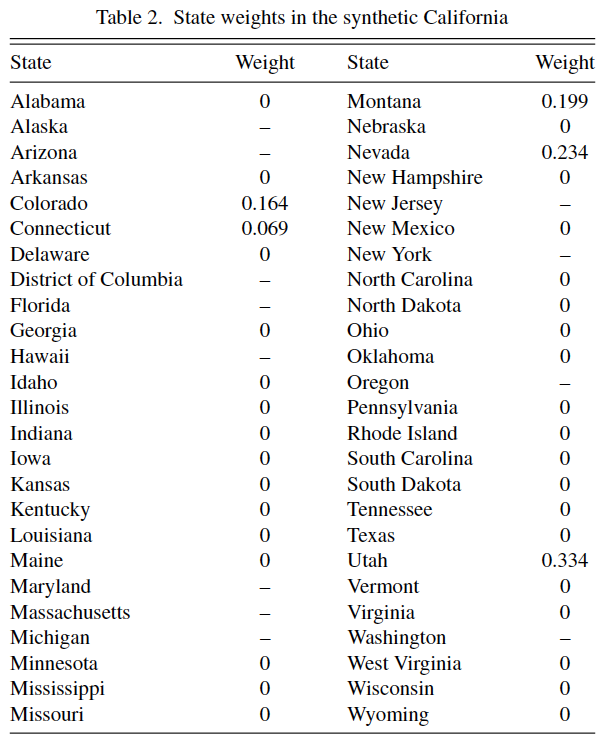 Table 2. State weights in the synthetic California
State Weight State Weight
Alabama 0 Montana 0.199
Alaska – Nebraska 0
Arizona – Nevada 0.234
Arkansas 0 New Hampshire 0
Colorado 0.164 New Jersey –
Connecticut 0.069 New Mexico 0
Delaware 0 New York –
District of Columbia – North Carolina 0
Florida – North Dakota 0
Georgia 0 Ohio 0
Hawaii – Oklahoma 0
Idaho 0 Oregon –
Illinois 0 Pennsylvania 0
Indiana 0 Rhode Island 0
Iowa 0 South Carolina 0
Kansas 0 South Dakota 0
Kentucky 0 Tennessee 0
Louisiana 0 Texas 0
Maine 0 Utah 0.334
Maryland – Vermont 0
Massachusetts – Virginia 0
Michigan – Washington –
Minnesota 0 West Virginia 0
Mississippi 0 Wisconsin 0
Missouri 0 Wyoming 0